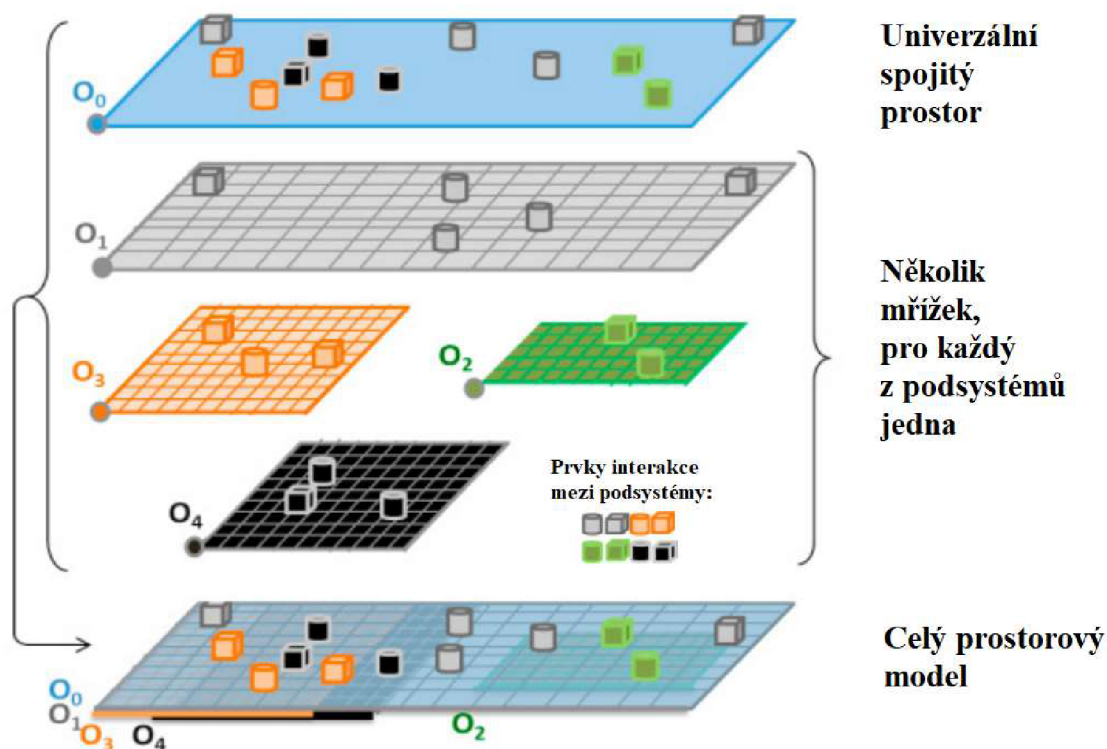 Univerzální
spojitý
prostor
O0
O1
Několik
mřížek,
pro každý
z podsystémů
jedna
O3
O2
Prvky interakce
mezi podsystémy:
O4
Celý prostorový
model
O0
O1
O3
O4
O2